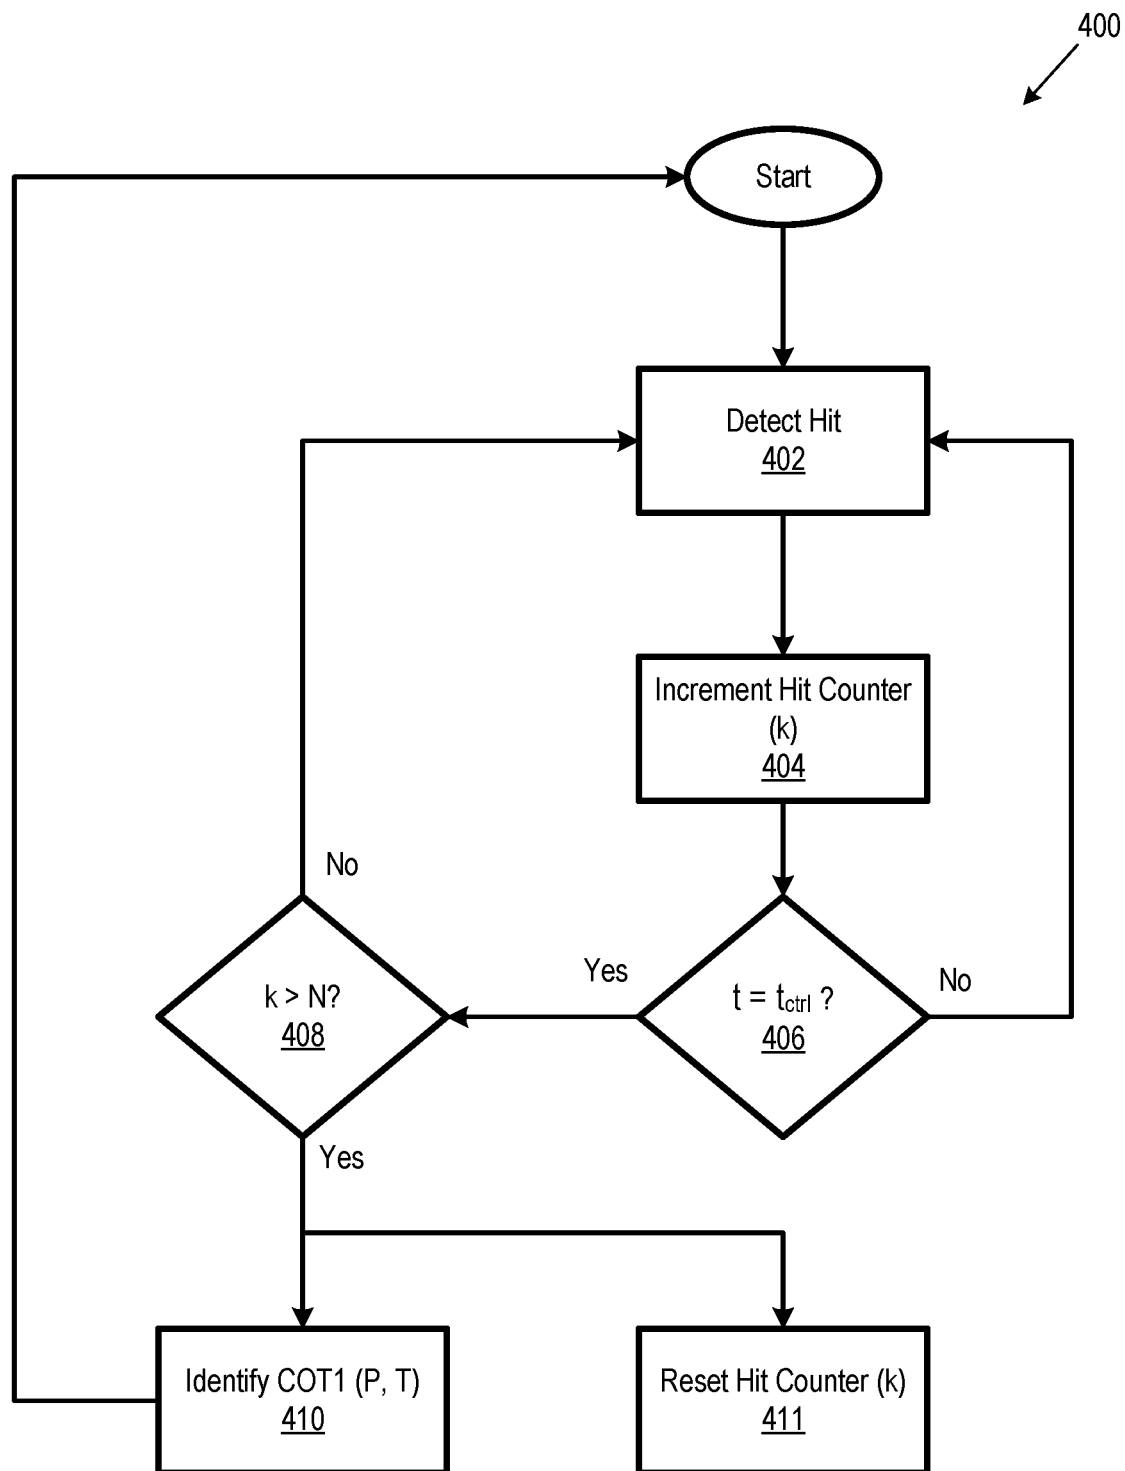 400
Start
Detect Hit
402
Increment Hit Counter
(k)
404
No
k > N?
408
Yes
t = tctrl ?
406
No
Yes
Identify COT1 (P, T)
410
Reset Hit Counter (k)
411